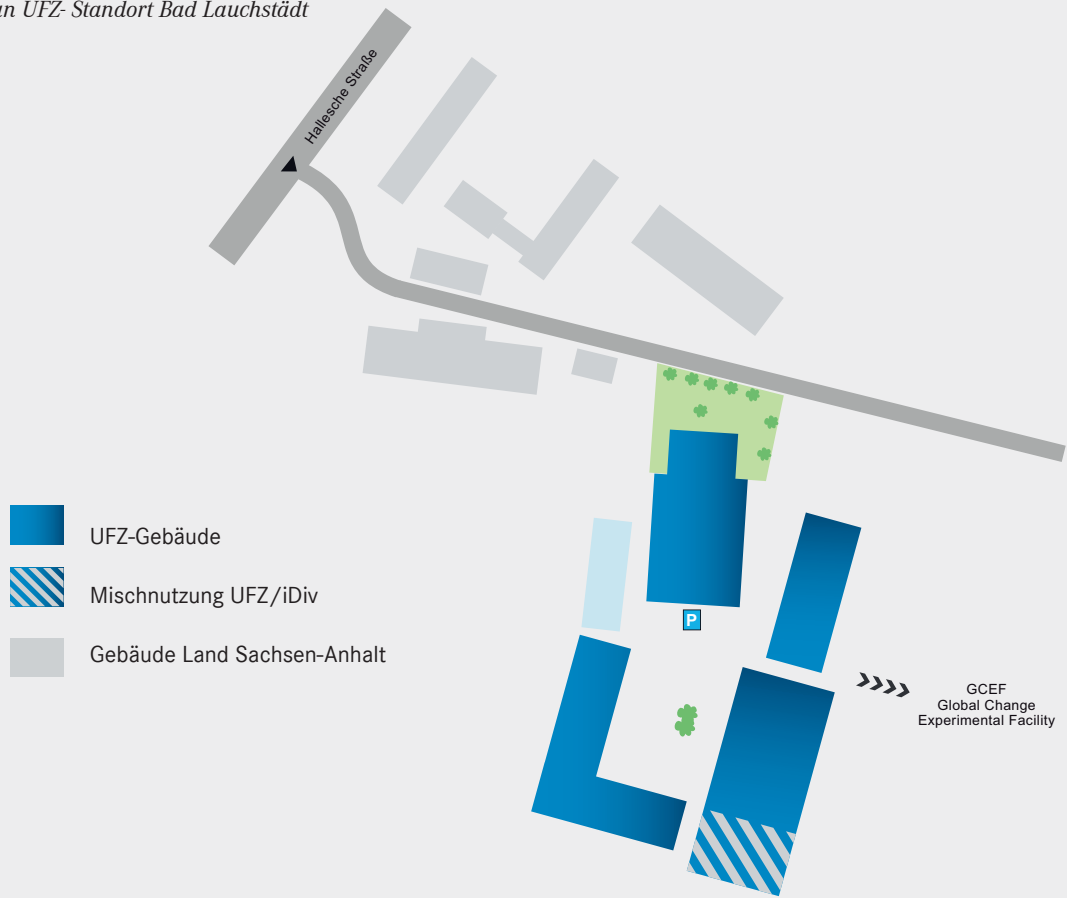 UFZ- Standort Bad Lauchstädt
Hallesche Straße
UFZ-Gebäude
Mischnutzung UFZ/iDiv
Gebäude Land Sachsen-Anhalt
P
GCEF
Global Change
Experimental Facility